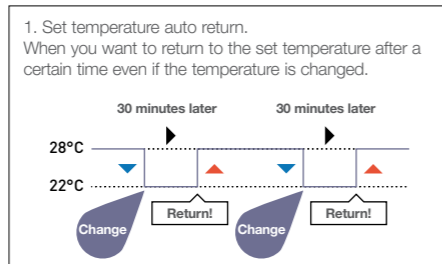 1. Set temperature auto return.
When you want to return to the set temperature after a
certain time even if the temperature is changed.
30 minutes later 30 minutes later
28°C
22°C
Change Return! Change Return!